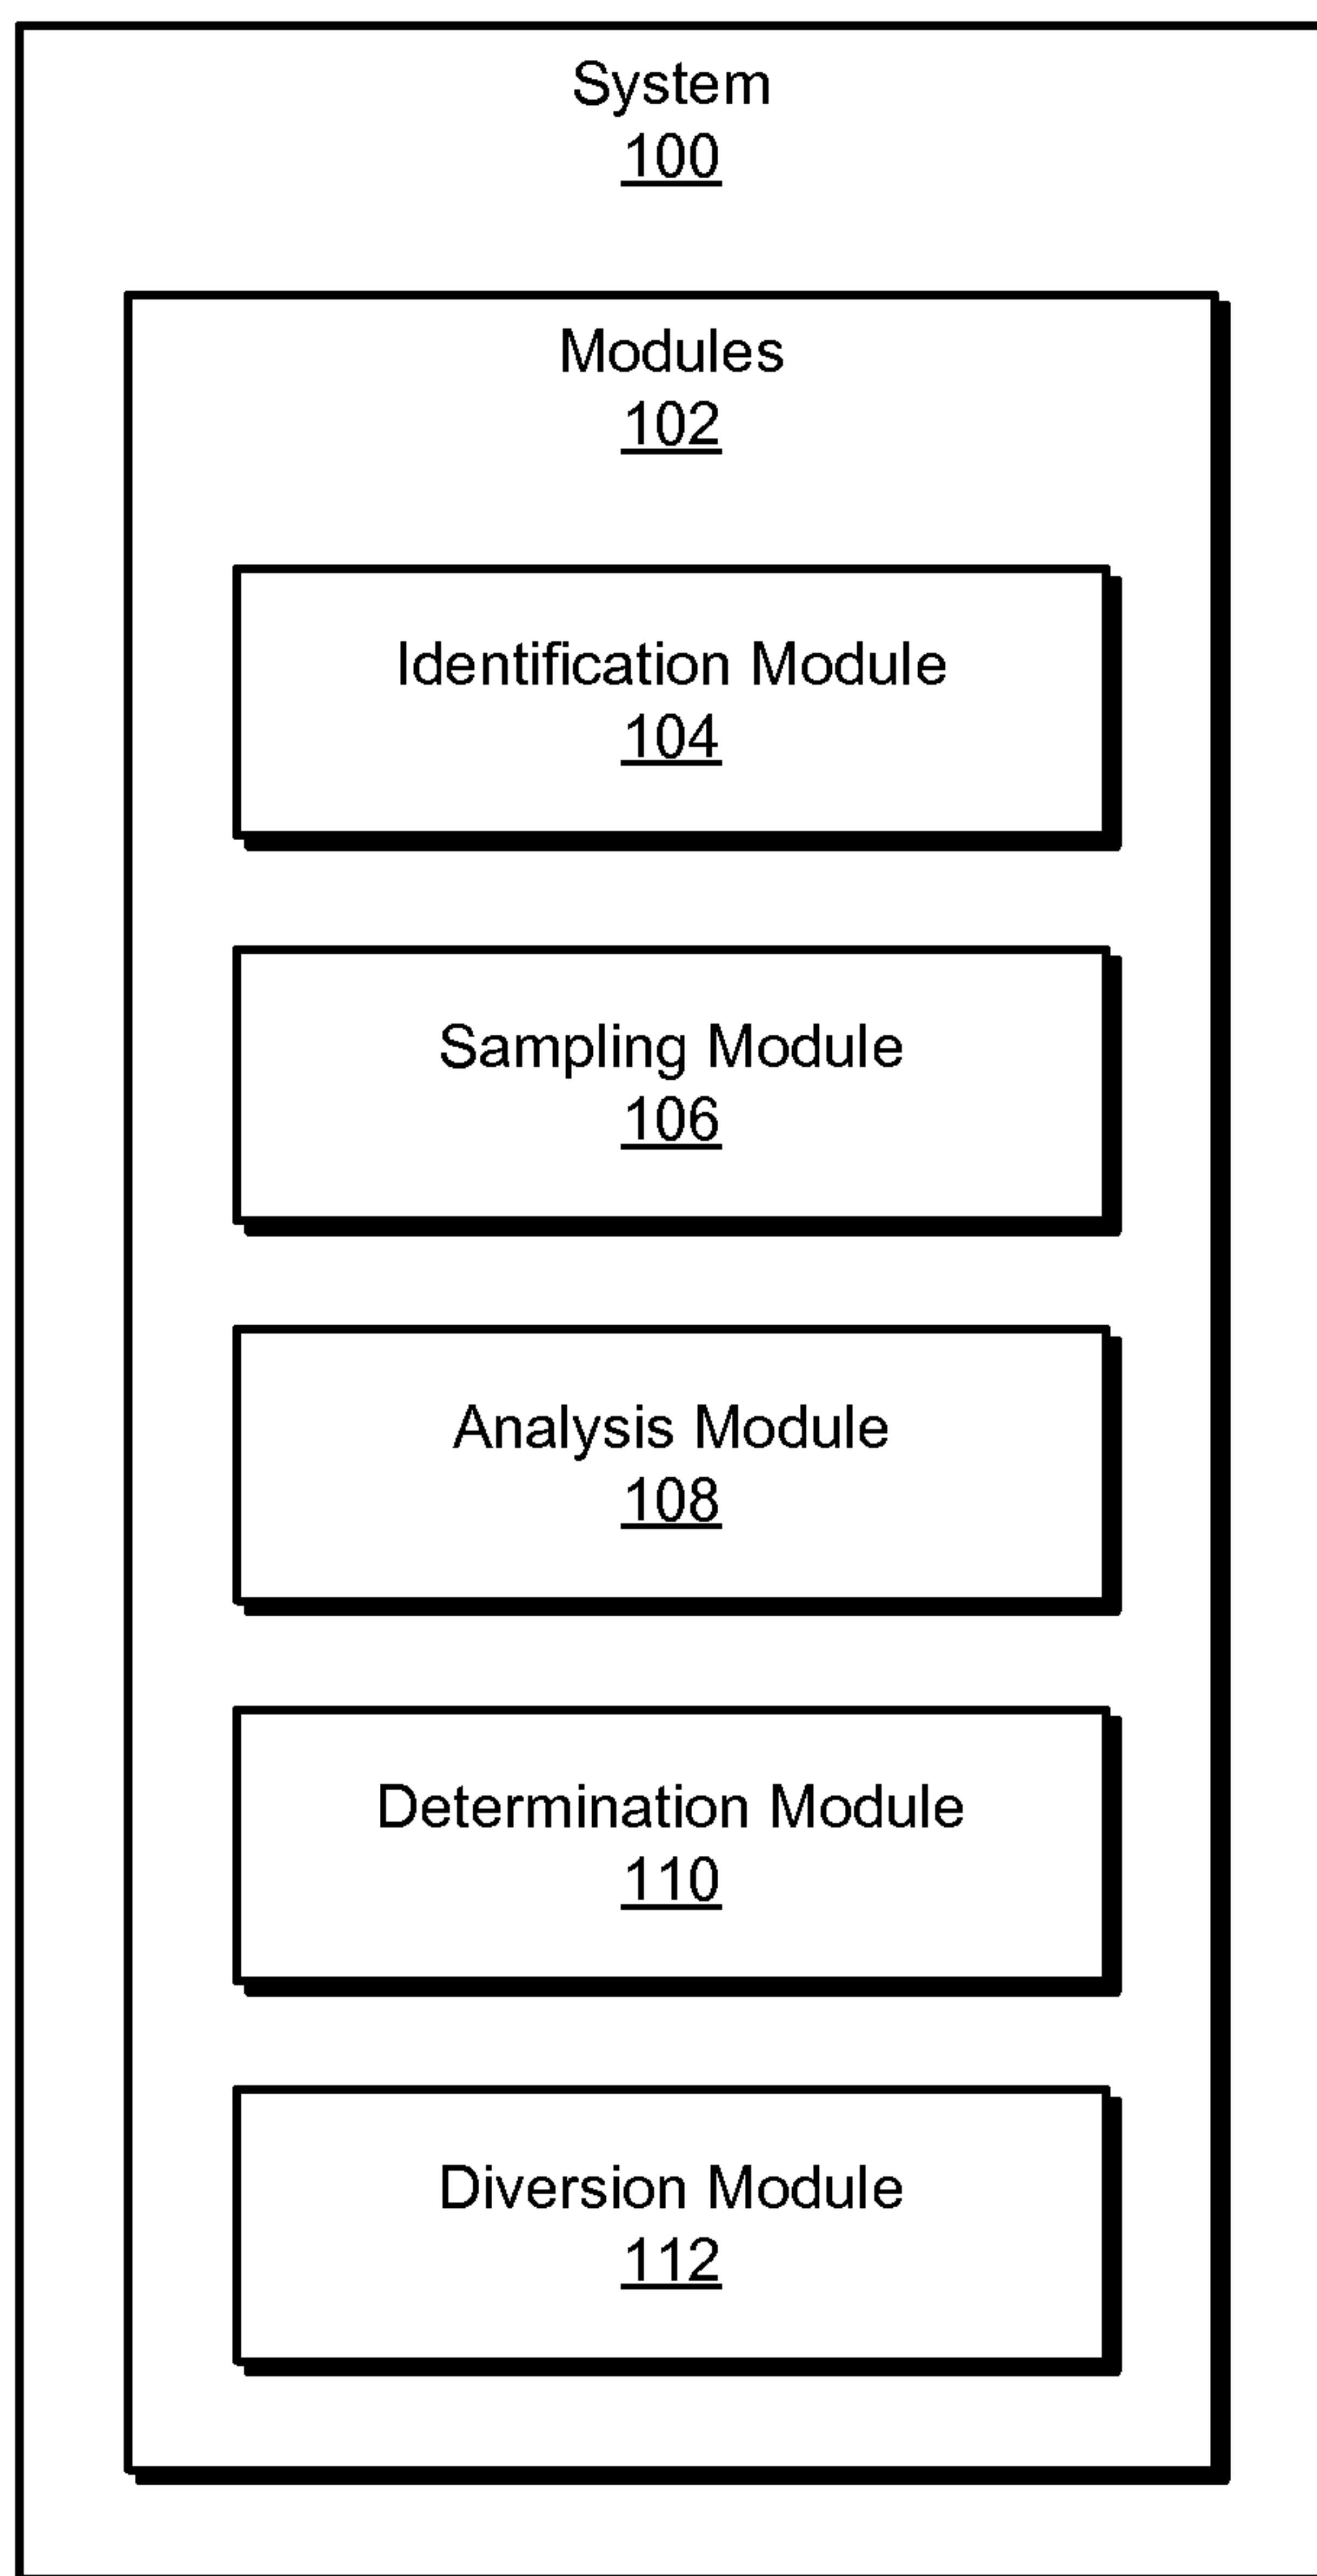 System
100
Modules
102
Identification Module
104
Sampling Module
106
Analysis Module
108
Determination Module
110
Diversion Module
112